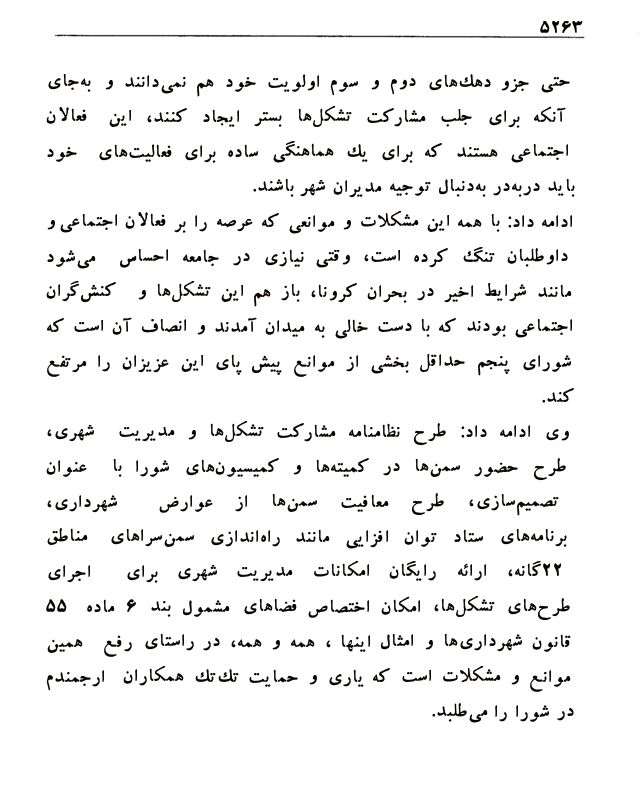 ۵۲۶۳
حتی جزو دهك‌های دوم و سوم اولویت خود هم نمی‌دانند و به‌جای
آنکه برای جلب مشارکت تشکل‌ها بستر ایجاد کنند، این فعالان
اجتماعی هستند که برای یك هماهنگی ساده برای فعالیت‌های خود
باید دربه‌در به‌دنبال توجیه مدیران شهر باشند.
ادامه داد: با همه این مشکلات و موانعی که عرصه را بر فعالان اجتماعی و
داوطلبان تنگ کرده است، وقتی نیازی در جامعه احساس می‌شود
مانند شرایط اخیر در بحران کرونا، باز هم این تشکل‌ها و کنش‌گران
اجتماعی بودند که با دست خالی به میدان آمدند و انصاف آن است که
شورای پنجم حداقل بخشی از موانع پیش پای این عزیزان را مرتفع
کند.
وی ادامه داد: طرح نظامنامه مشارکت تشکل‌ها و مدیریت شهری،
طرح حضور سمن‌ها در کمیته‌ها و کمیسیون‌های شورا با عنوان
تصمیم‌سازی، طرح معافیت سمن‌ها از عوارض شهرداری،
برنامه‌های ستاد توان افزایی مانند راه‌اندازی سمن‌سراهای مناطق
۲۲گانه، ارائه رایگان امکانات مدیریت شهری برای اجرای
طرح‌های تشکل‌ها، امکان اختصاص فضاهای مشمول بند ۶ ماده ۵۵
قانون شهرداری‌ها و امثال اینها ، همه و همه، در راستای رفع همین
موانع و مشکلات است که یاری و حمایت تك‌تك همکاران ارجمندم
در شورا را می‌طلبد.